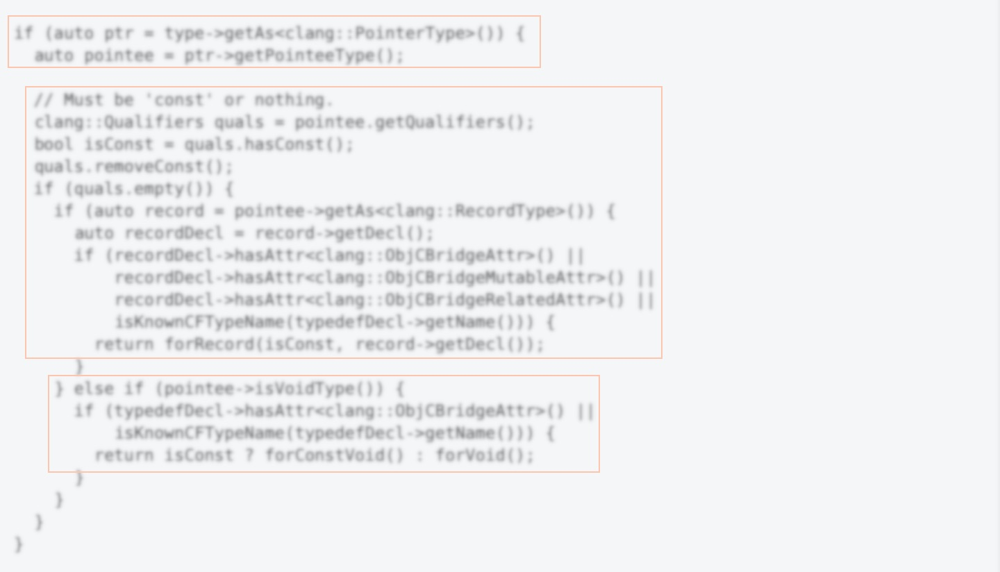 if (auto ptr = type->getAs<clang::PointerType>()) {
  auto pointee = ptr->getPointeeType();

    // Must be 'const' or nothing.
  clang::Qualifiers quals = pointee.getQualifiers();
  bool isConst = quals.hasConst();
  quals.removeConst();
  if (quals.empty()) {
    if (auto record = pointee->getAs<clang::RecordType>()) {
      auto recordDecl = record->getDecl();
      if (recordDecl->hasAttr<clang::ObjCBridgeAttr>() ||
          recordDecl->hasAttr<clang::ObjCBridgeMutableAttr>() ||
          recordDecl->hasAttr<clang::ObjCBridgeRelatedAttr>() ||
          isKnownCFTypeName(typedefDecl->getName())) {
        return forRecord(isConst, record->getDecl());
      }
    } else if (pointee->isVoidType()) {
      if (typedefDecl->hasAttr<clang::ObjCBridgeAttr>() ||
          isKnownCFTypeName(typedefDecl->getName())) {
        return isConst ? forConstVoid() : forVoid();
      }
    }
  }
}